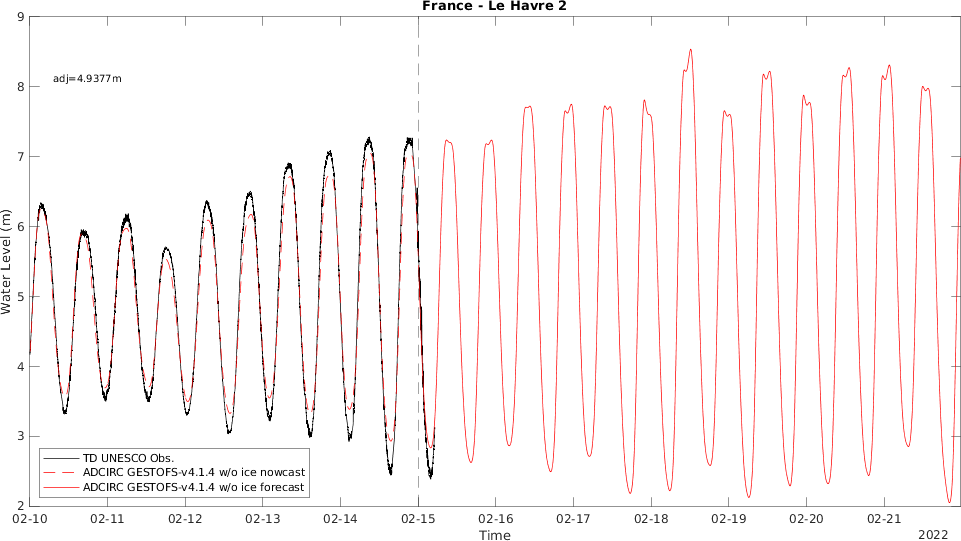 France - Le Havre 2
adj=4.9377m
9
8
7
6
5
4
3
2
Water Level (m)
TD UNESCO Obs.
ADCIRC GESTOFS-v4.1.4 w/o ice nowcast
ADCIRC GESTOFS-v4.1.4 w/o ice forecast
02-10 02-11 02-12 02-13 02-14 02-15 02-16 02-17 02-18 02-19 02-20 02-21
Time
2022